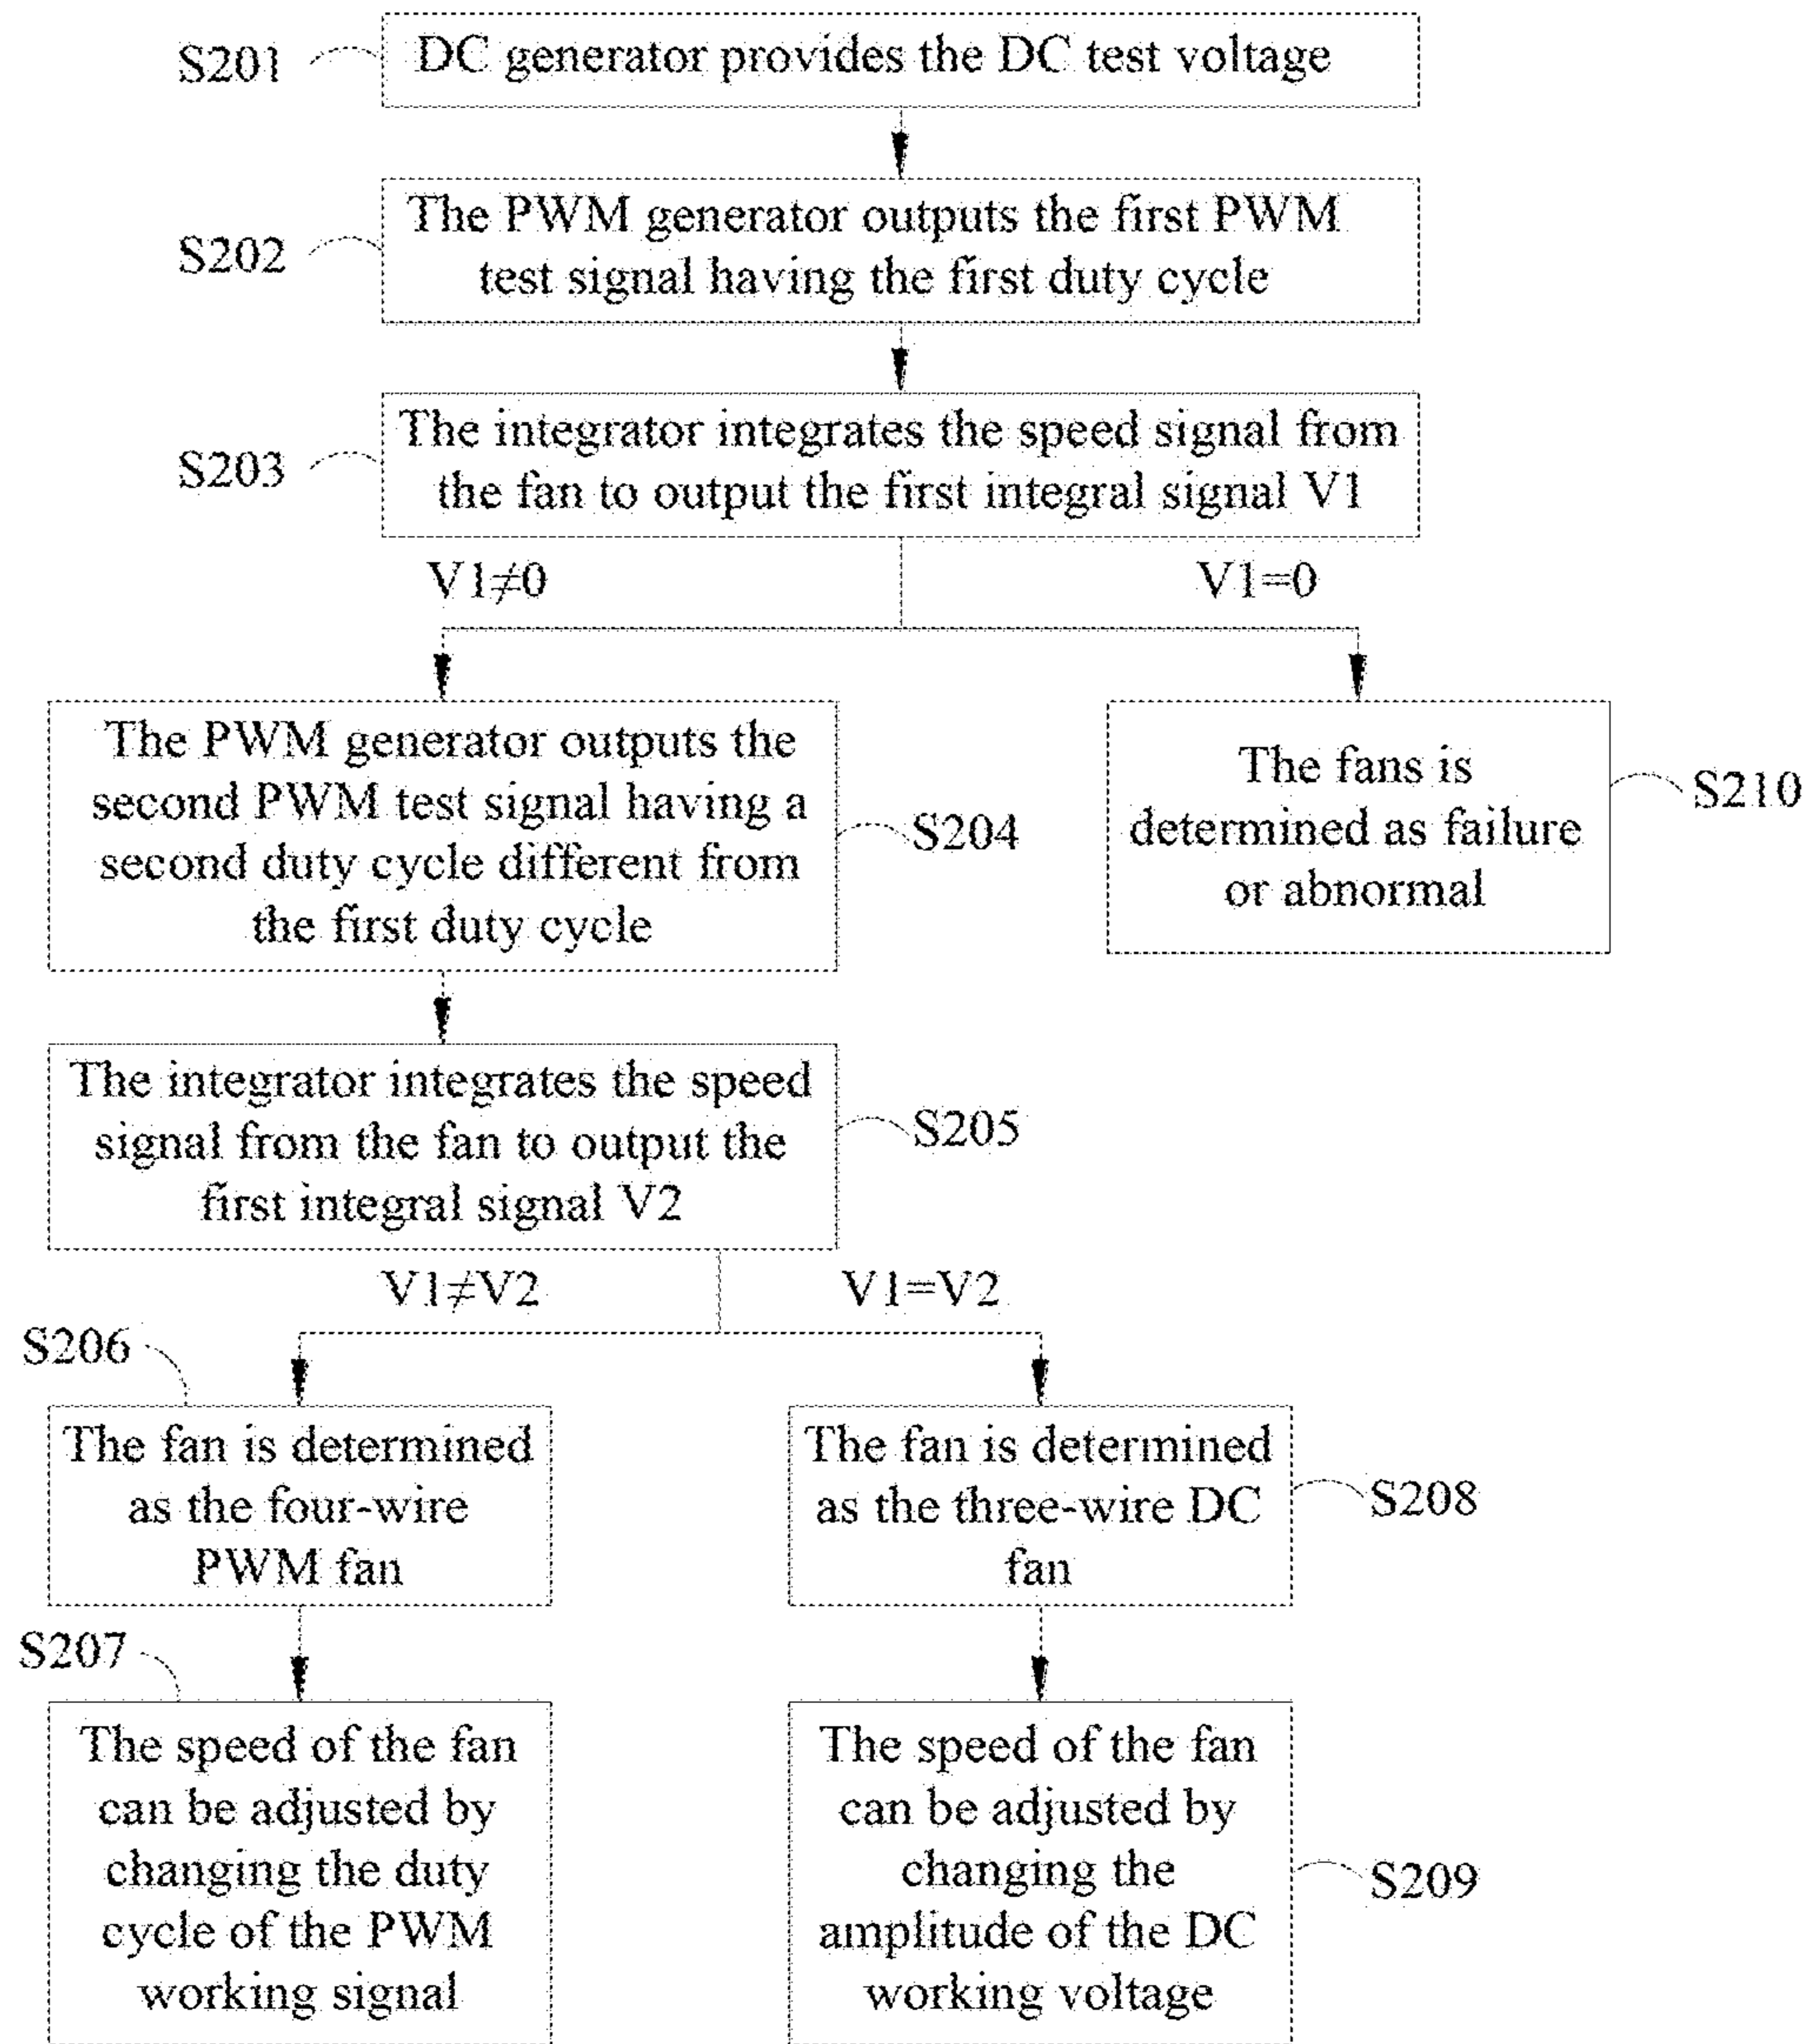 S201
DC generator provides the DC test voltage
S202
The PWM generator outputs the first PWM
test signal having the first duty cycle
S203
The integrator integrates the speed signal from
the fan to output the first integral signal V1
V1≠0
V1=0
The PWM generator outputs the
second PWM test signal having a
second duty cycle different from
the first duty cycle
S204
The fans is
determined as failure
or abnormal
S210
The integrator integrates the speed
signal from the fan to output the
first integral signal V2
S205
V1≠V2
V1=V2
S206
The fan is determined
as the four-wire
PWM fan
The fan is determined
as the three-wire DC
fan
S208
S207
The speed of the fan
can be adjusted by
changing the duty
cycle of the PWM
working signal
The speed of the fan
can be adjusted by
changing the
amplitude of the DC
working voltage
S209